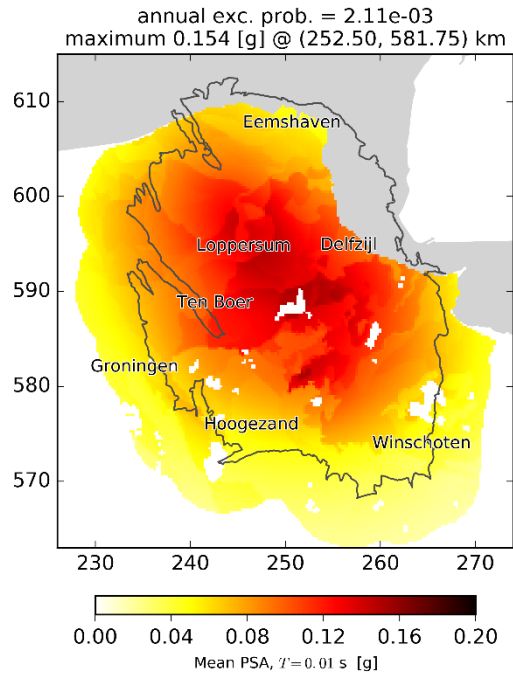 annual exc. prob. = 2.11e-03
maximum 0.154 [g] @ (252.50, 581.75) km
610
Eemshaven
600
Loppersum
Delfzijl
590
Ten Boer
Groningen
580
Hoogezand
Winschoten
570
230 240 250 260 270
0.00 0.04 0.08 0.12 0.16 0.20
Mean PSA, T=0.01 s [g]